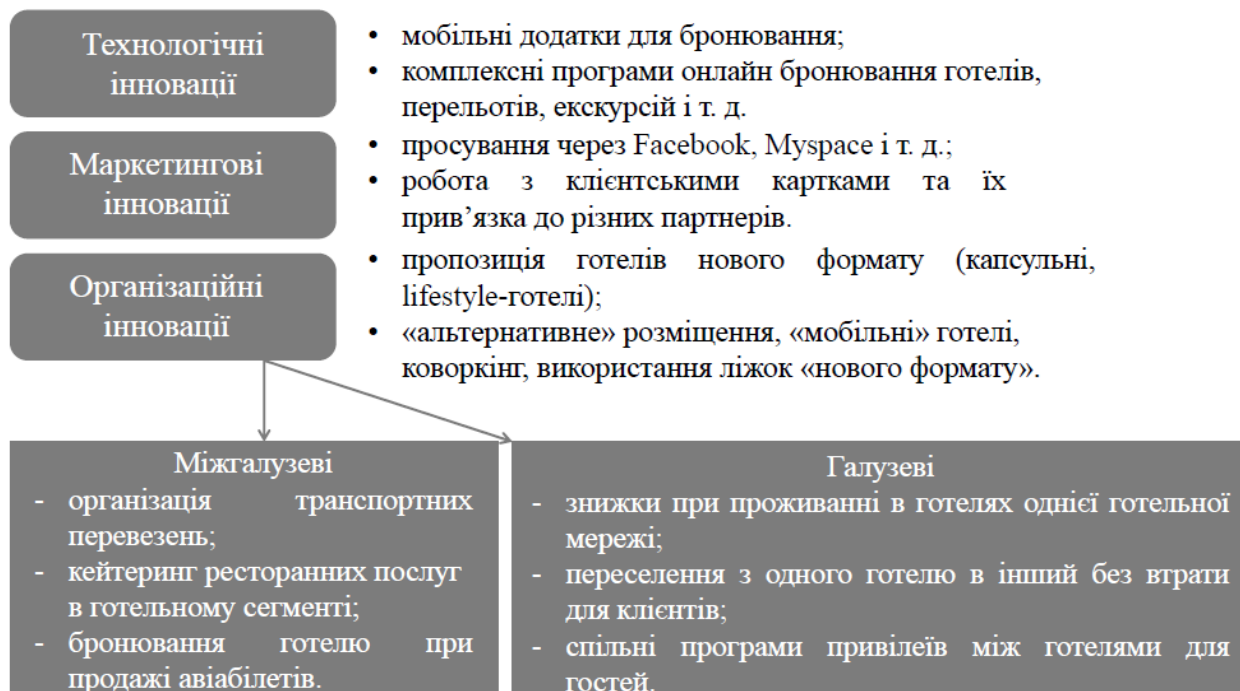 Технологічні
інновації
• мобільні додатки для бронювання;
• комплексні програми онлайн бронювання готелів,
перельотів, екскурсій і т. д.
Маркетингові
інновації
• просування через Facebook, Myspace і т. д.;
• робота з клієнтськими картками та їх
прив’язка до різних партнерів.
Організаційні
інновації
• пропозиція готелів нового формату (капсульні,
lifestyle-готелі);
• «альтернативне» розміщення, «мобільні» готелі,
коворкінг, використання ліжок «нового формату».
Міжгалузеві
- організація транспортних
перевезень;
- кейтеринг ресторанних послуг
в готельному сегменті;
- бронювання готелю при
продажі авіабілетів.
Галузеві
- знижки при проживанні в готелях однієї готельної
мережі;
- переселення з одного готелю в інший без втрати
для клієнтів;
- спільні програми привілеїв між готелями для
гостей.